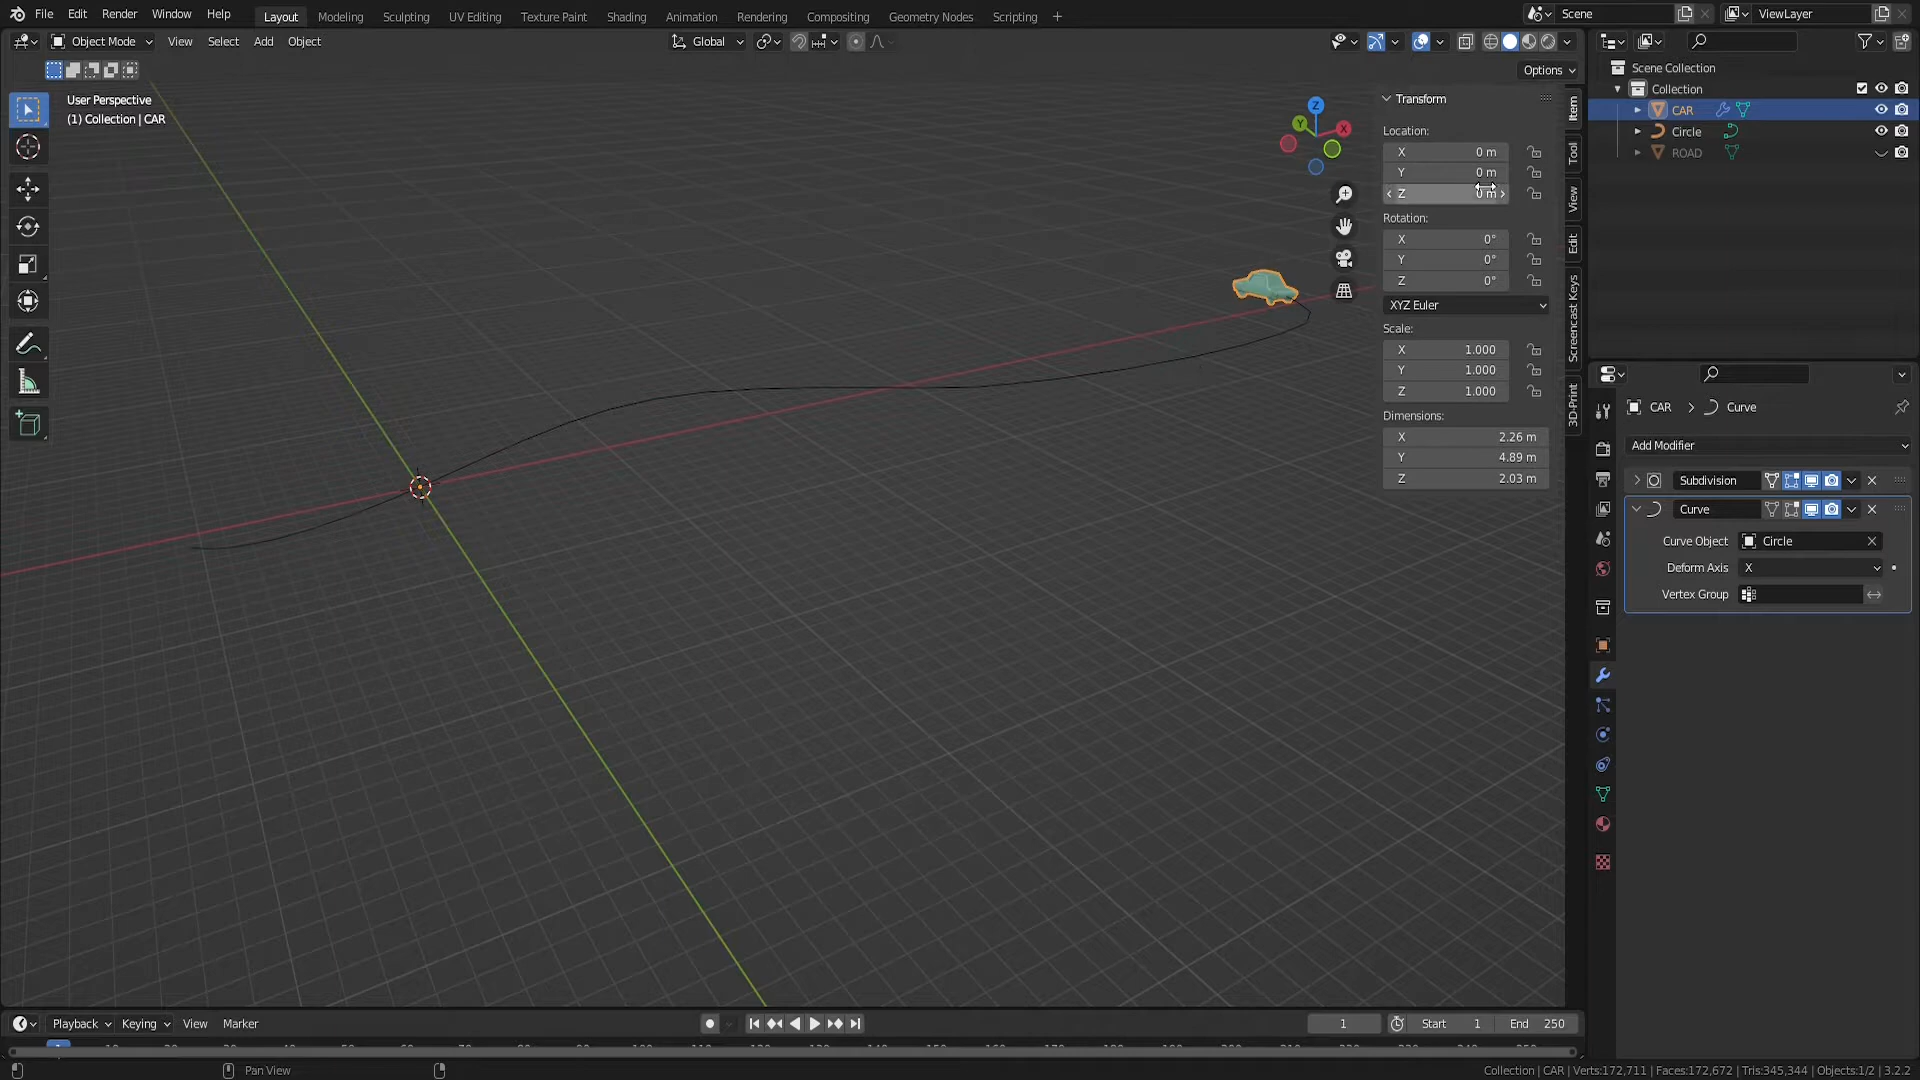 File Edit Render Window Help Layout Modeling Sculpting UV Editing Texture Paint Shading Animation Rendering Compositing Geometry Nodes Scripting + Scene ViewLayer
Object Mode View Select Add Object Global
Options
User Perspective
(1) Collection | CAR
Transform
Location:
X 0 m
Y 0 m
Z 0 m
Rotation:
X 0°
Y 0°
Z 0°
XYZ Euler
Scale:
X 1.000
Y 1.000
Z 1.000
Dimensions:
X 2.26 m
Y 4.89 m
Z 2.03 m
Item
Tool
View
Edit
Screencast Keys
3D-Print
Z
Y
X
Scene Collection
Collection
CAR
Circle
ROAD
CAR > Curve
Add Modifier
Subdivision
Curve
Curve Object Circle
Deform Axis X
Vertex Group
Playback Keying View Marker
1 Start 1 End 250
Pan View
Collection | CAR | Verts:172,711 | Faces:172,672 | Tris:345,344 | Objects:1/2 | 3.2.2